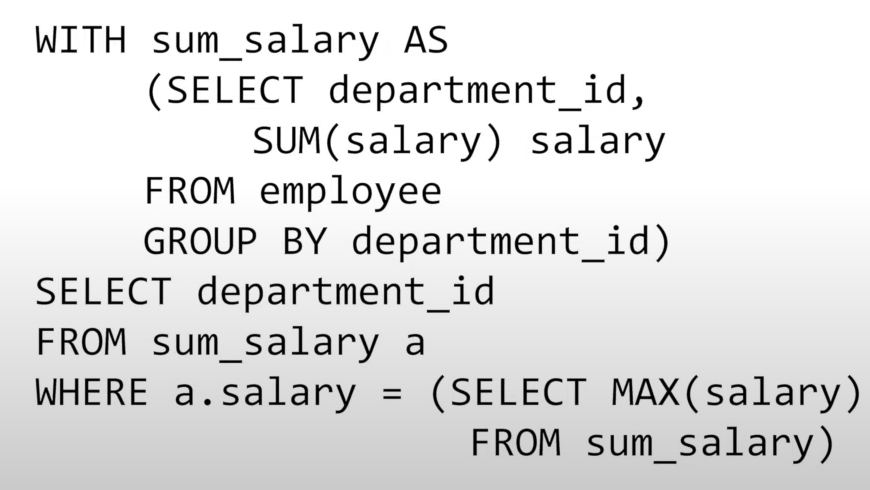 WITH sum_salary AS
(SELECT department_id,
SUM(salary) salary
FROM employee
GROUP BY department_id)
SELECT department_id
FROM sum_salary a
WHERE a.salary = (SELECT MAX(salary)
FROM sum_salary)